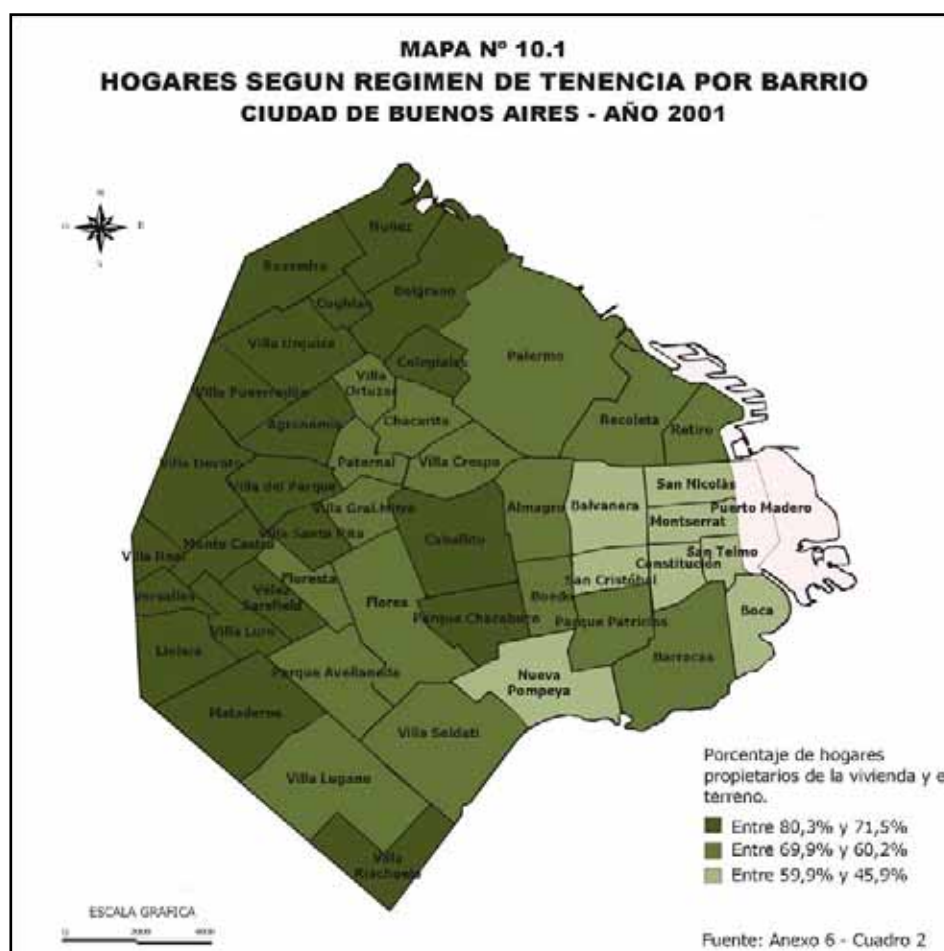 MAPA Nº 10.1
HOGARES SEGUN REGIMEN DE TENENCIA POR BARRIO
CIUDAD DE BUENOS AIRES - AÑO 2001
N
O
E
S
Nuñez
Saavedra
Belgrano
Coghlan
Villa Urquiza
Colegiales
Palermo
Villa Pueyrredón
Villa Ortuzar
Agronomía
Chacarita
Recoleta
Retiro
Paternal
Villa Crespo
Villa Devoto
Villa del Parque
San Nicolás
Almagro
Balvanera
Puerto Madero
Villa Gral. Mitre
Montserrat
Villa Santa Rita
Caballito
Monte Castro
San Telmo
Villa Real
Constitución
Floresta
San Cristóbal
Versalles
Vélez Sarsfield
Flores
Boedo
Boca
Parque Chacabuco
Parque Patricios
Villa Luro
Liniers
Barracas
Parque Avellaneda
Nueva Pompeya
Mataderos
Villa Soldati
Villa Lugano
Villa Riachuelo
Porcentaje de hogares
propietarios de la vivienda y e
terreno.
Entre 80,3% y 71,5%
Entre 69,9% y 60,2%
Entre 59,9% y 45,9%
ESCALA GRAFICA
0 2000 4000
Fuente: Anexo 6 - Cuadro 2